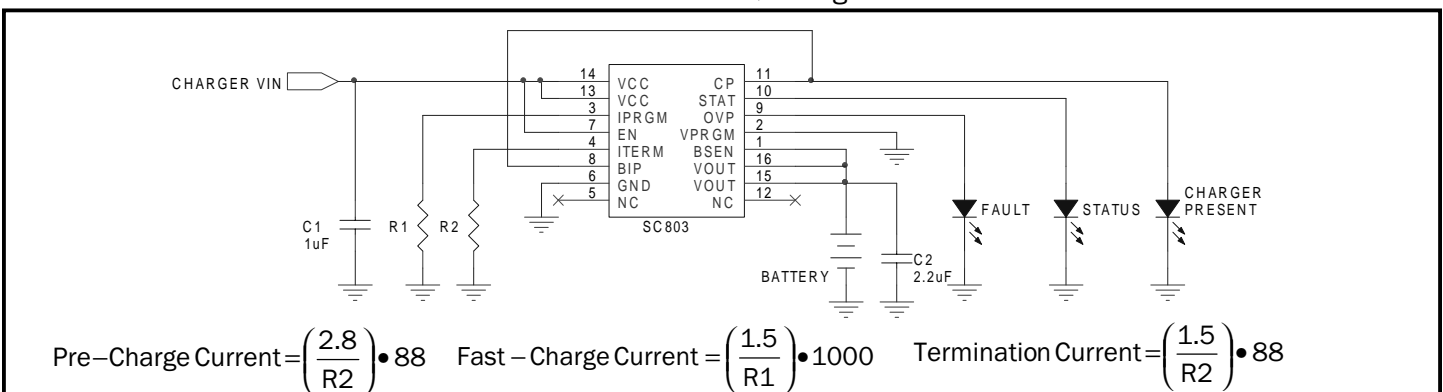 CHARGER VIN
14 VCC CP 11
13 VCC STAT 10
3 IPRGM OVP 9
7 EN VPRGM 2
4 ITERM BSEN 1
8 BIP VOUT 16
6 GND VOUT 15
5 NC NC 12
SC803
C1
1uF
R1
R2
BATTERY
C2
2.2uF
FAULT
STATUS
CHARGER
PRESENT
Pre–Charge Current = (2.8 / R2) • 88
Fast – Charge Current = (1.5 / R1) • 1000
Termination Current = (1.5 / R2) • 88